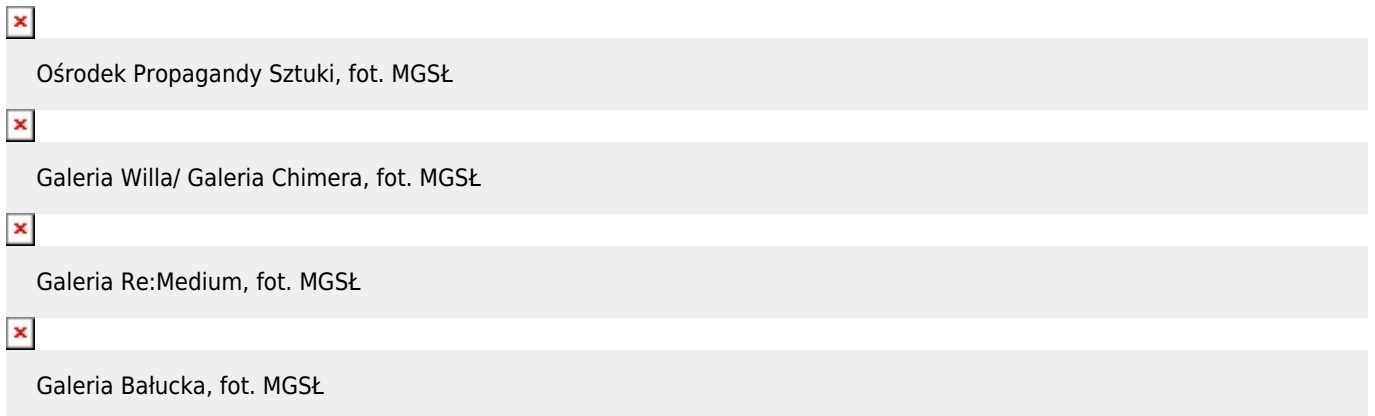 Ośrodek Propagandy Sztuki, fot. MGSŁ
Galeria Willa/ Galeria Chimera, fot. MGSŁ
Galeria Re:Medium, fot. MGSŁ
Galeria Bałucka, fot. MGSŁ